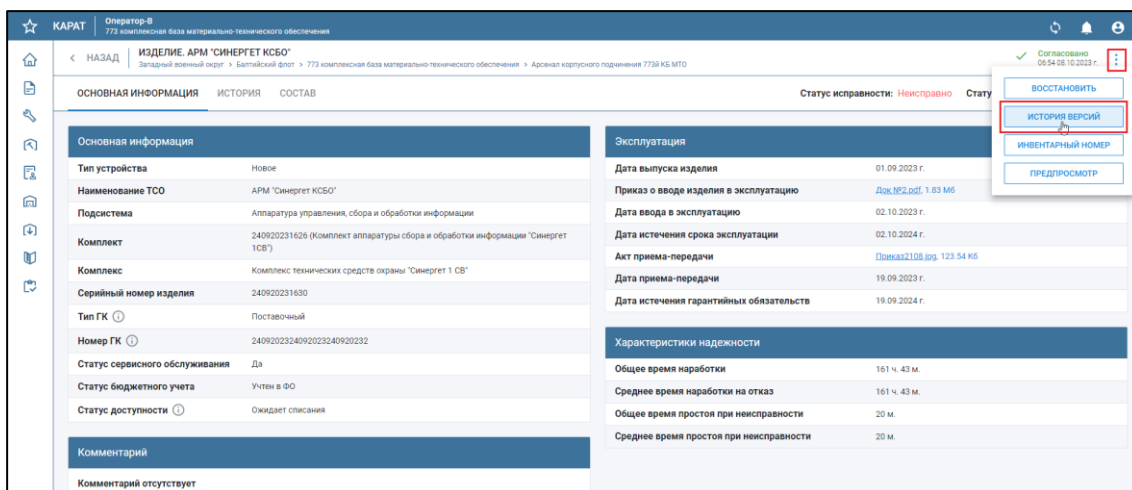 КАРАТ
Оператор-В
773 комплексная база материально-технического обеспечения
НАЗАД
ИЗДЕЛИЕ. АРМ "СИНЕРГЕТ КСБО"
Западный военный округ > Балтийский флот > 773 комплексная база материально-технического обеспечения > Арсенал корпусного подчинения 773й КБ МТО
Согласовано
06:54 08.10.2023 г.
ОСНОВНАЯ ИНФОРМАЦИЯ ИСТОРИЯ СОСТАВ
Статус исправности: Неисправно Стату
ВОССТАНОВИТЬ
ИСТОРИЯ ВЕРСИЙ
ИНВЕНТАРНЫЙ НОМЕР
ПРЕДПРОСМОТР
Основная информация
Тип устройства Новое
Наименование ТСО АРМ "Синергет КСБО"
Подсистема Аппаратура управления, сбора и обработки информации
Комплект 240920231626 (Комплект аппаратуры сбора и обработки информации "Синергет
1СВ")
Комплекс Комплекс технических средств охраны "Синергет 1 СВ"
Серийный номер изделия 240920231630
Тип ГК Поставочный
Номер ГК 2409202324092023240920232
Статус сервисного обслуживания Да
Статус бюджетного учета Учтен в ФО
Статус доступности Ожидает списания
Комментарий
Комментарий отсутствует
Эксплуатация
Дата выпуска изделия 01.09.2023 г.
Приказ о вводе изделия в эксплуатацию Док №2.pdf, 1.83 Мб
Дата ввода в эксплуатацию 02.10.2023 г.
Дата истечения срока эксплуатации 02.10.2024 г.
Акт приема-передачи Приказ2108.jpg, 123.54 Кб
Дата приема-передачи 19.09.2023 г.
Дата истечения гарантийных обязательств 19.09.2024 г.
Характеристики надежности
Общее время наработки 161 ч. 43 м.
Среднее время наработки на отказ 161 ч. 43 м.
Общее время простоя при неисправности 20 м.
Среднее время простоя при неисправности 20 м.